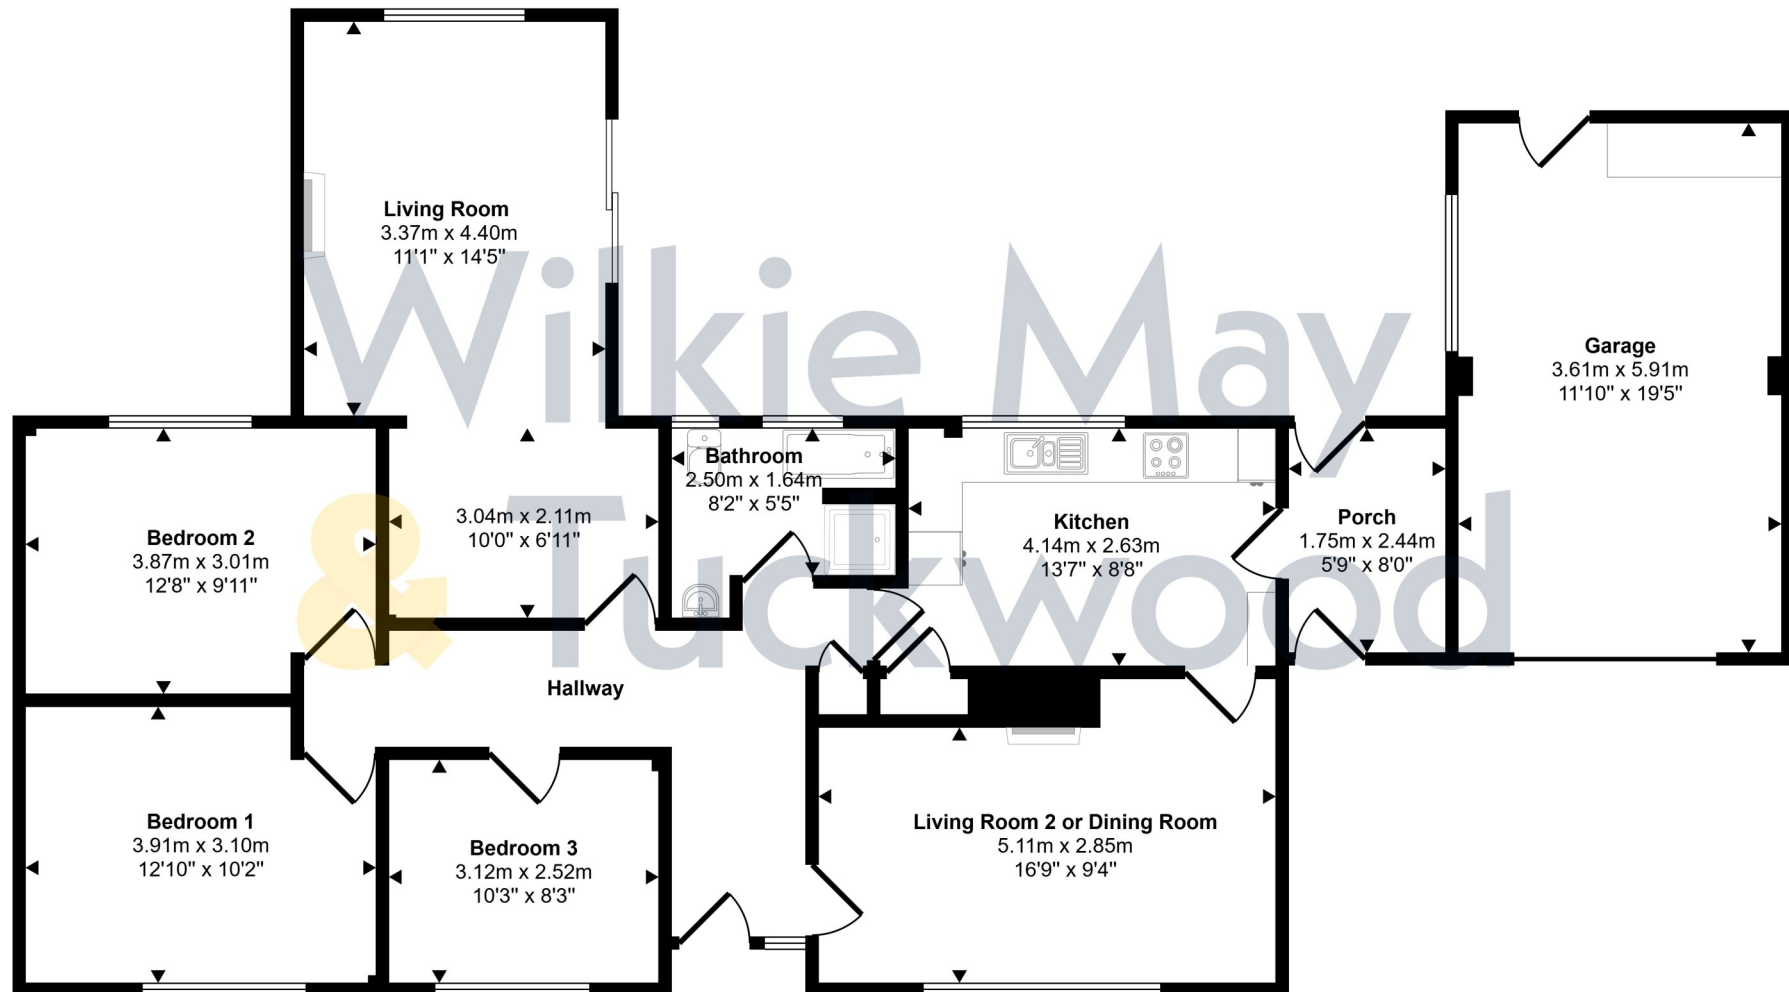 Living Room
3.37m x 4.40m
11'1" x 14'5"
Wilkie May
& Tuckwood
Garage
3.61m x 5.91m
11'10" x 19'5"
Bathroom
2.50m x 1.64m
8'2" x 5'5"
Bedroom 2
3.87m x 3.01m
12'8" x 9'11"
3.04m x 2.11m
10'0" x 6'11"
Kitchen
4.14m x 2.63m
13'7" x 8'8"
Porch
1.75m x 2.44m
5'9" x 8'0"
Hallway
Bedroom 1
3.91m x 3.10m
12'10" x 10'2"
Bedroom 3
3.12m x 2.52m
10'3" x 8'3"
Living Room 2 or Dining Room
5.11m x 2.85m
16'9" x 9'4"